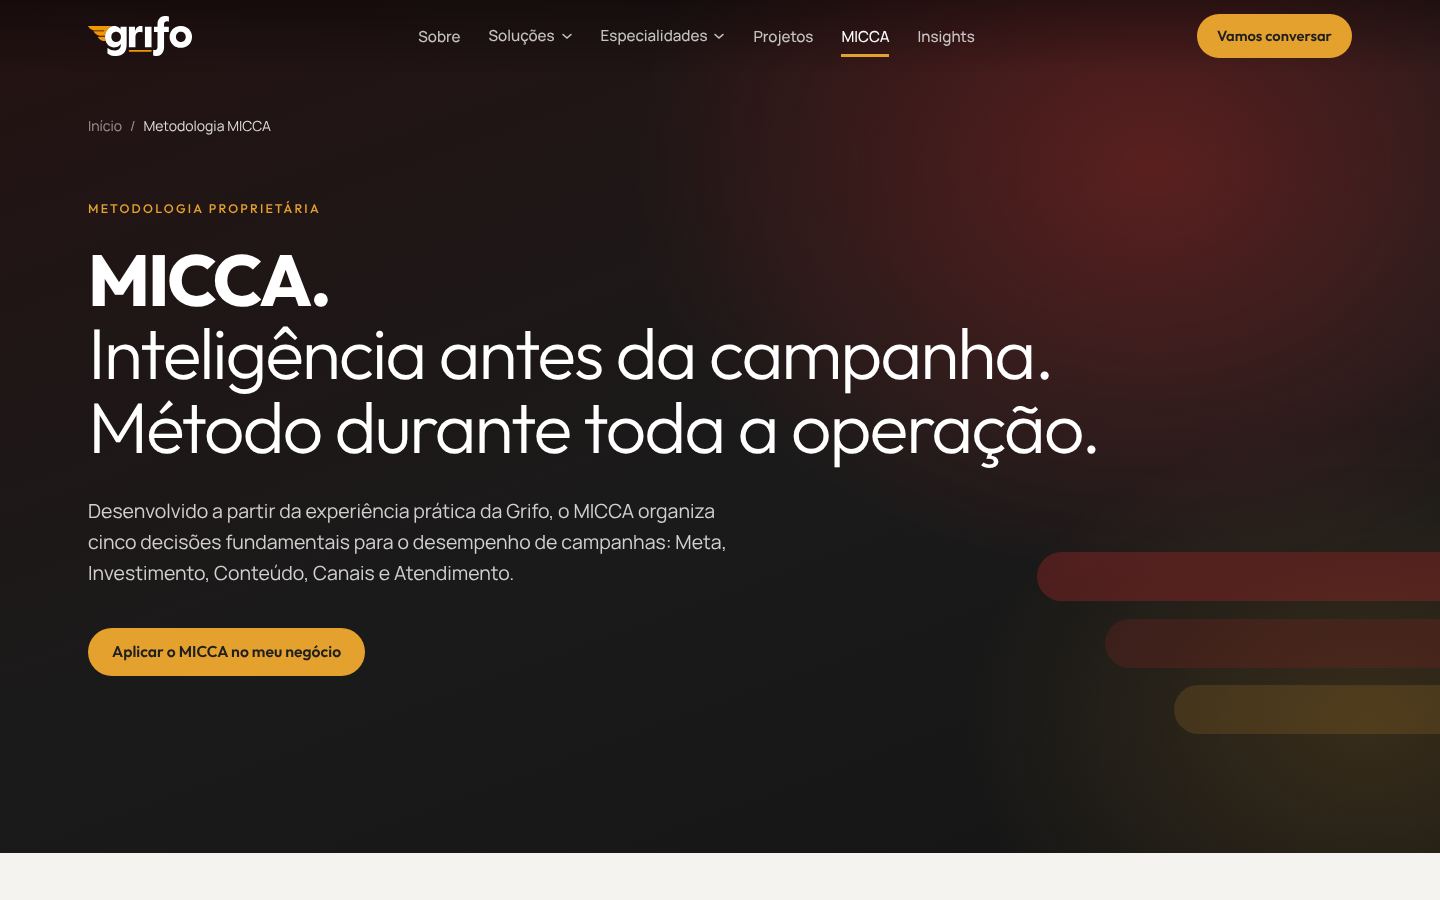 grifo
Sobre
Soluções
Especialidades
Projetos
MICCA
Insights
Vamos conversar
Início / Metodologia MICCA
METODOLOGIA PROPRIETÁRIA
MICCA.
Inteligência antes da campanha.
Método durante toda a operação.
Desenvolvido a partir da experiência prática da Grifo, o MICCA organiza
cinco decisões fundamentais para o desempenho de campanhas: Meta,
Investimento, Conteúdo, Canais e Atendimento.
Aplicar o MICCA no meu negócio